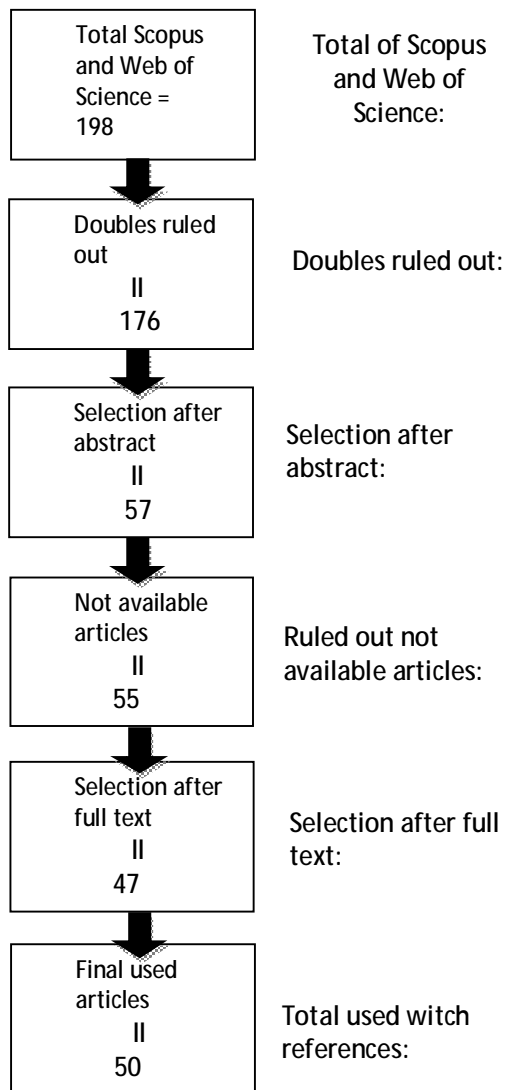 Total Scopus
and Web of
Science =
198
Total of Scopus
and Web of
Science:
Doubles ruled
out
II
176
Doubles ruled out:
Selection after
abstract
II
57
Selection after
abstract:
Not available
articles
II
55
Ruled out not
available articles:
Selection after
full text
II
47
Selection after full
text:
Final used
articles
II
50
Total used witch
references: